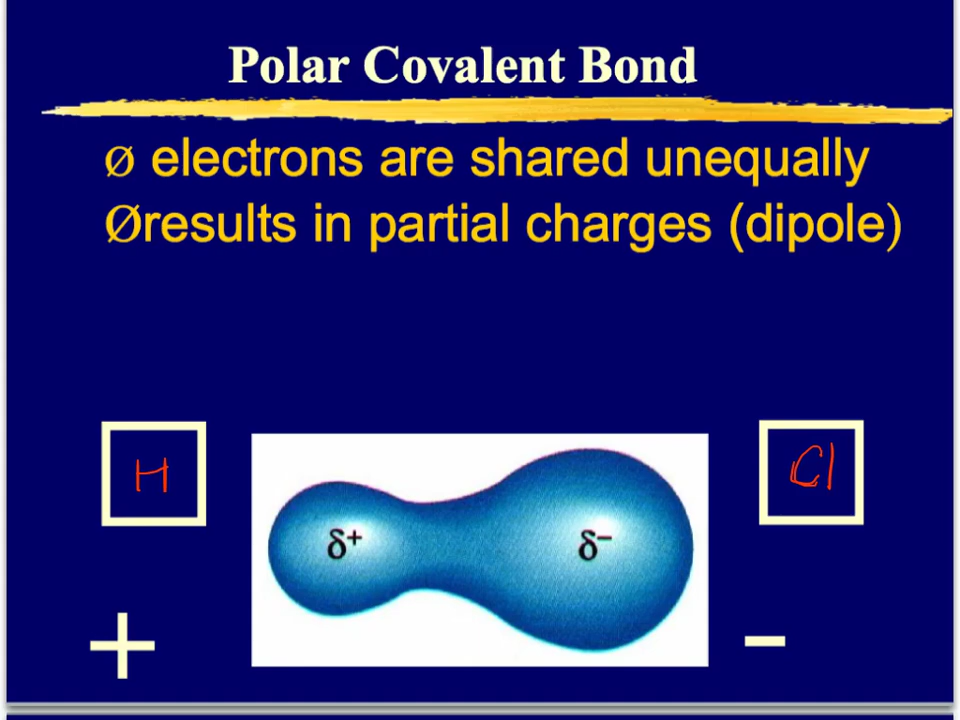 Polar Covalent Bond
Ø electrons are shared unequally
Øresults in partial charges (dipole)
H
Cl
δ+
δ−
+
-